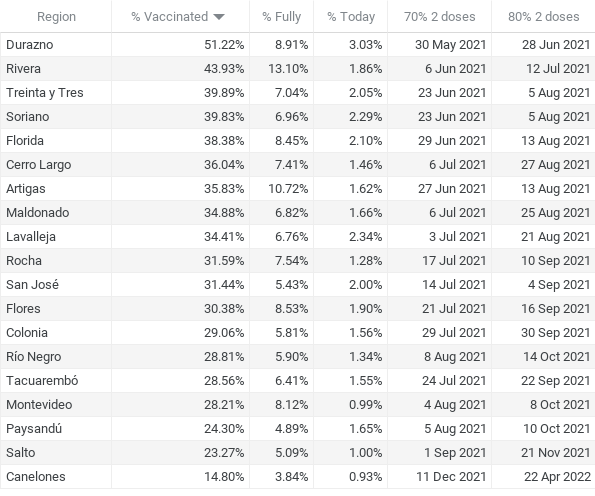 Region % Vaccinated % Fully % Today 70% 2 doses 80% 2 doses
Durazno 51.22% 8.91% 3.03% 30 May 2021 28 Jun 2021
Rivera 43.93% 13.10% 1.86% 6 Jun 2021 12 Jul 2021
Treinta y Tres 39.89% 7.04% 2.05% 23 Jun 2021 5 Aug 2021
Soriano 39.83% 6.96% 2.29% 23 Jun 2021 5 Aug 2021
Florida 38.38% 8.45% 2.10% 29 Jun 2021 13 Aug 2021
Cerro Largo 36.04% 7.41% 1.46% 6 Jul 2021 27 Aug 2021
Artigas 35.83% 10.72% 1.62% 27 Jun 2021 13 Aug 2021
Maldonado 34.88% 6.82% 1.66% 6 Jul 2021 25 Aug 2021
Lavalleja 34.41% 6.76% 2.34% 3 Jul 2021 21 Aug 2021
Rocha 31.59% 7.54% 1.28% 17 Jul 2021 10 Sep 2021
San José 31.44% 5.43% 2.00% 14 Jul 2021 4 Sep 2021
Flores 30.38% 8.53% 1.90% 21 Jul 2021 16 Sep 2021
Colonia 29.06% 5.81% 1.56% 29 Jul 2021 30 Sep 2021
Río Negro 28.81% 5.90% 1.34% 8 Aug 2021 14 Oct 2021
Tacuarembó 28.56% 6.41% 1.55% 24 Jul 2021 22 Sep 2021
Montevideo 28.21% 8.12% 0.99% 4 Aug 2021 8 Oct 2021
Paysandú 24.30% 4.89% 1.65% 5 Aug 2021 10 Oct 2021
Salto 23.27% 5.09% 1.00% 1 Sep 2021 21 Nov 2021
Canelones 14.80% 3.84% 0.93% 11 Dec 2021 22 Apr 2022